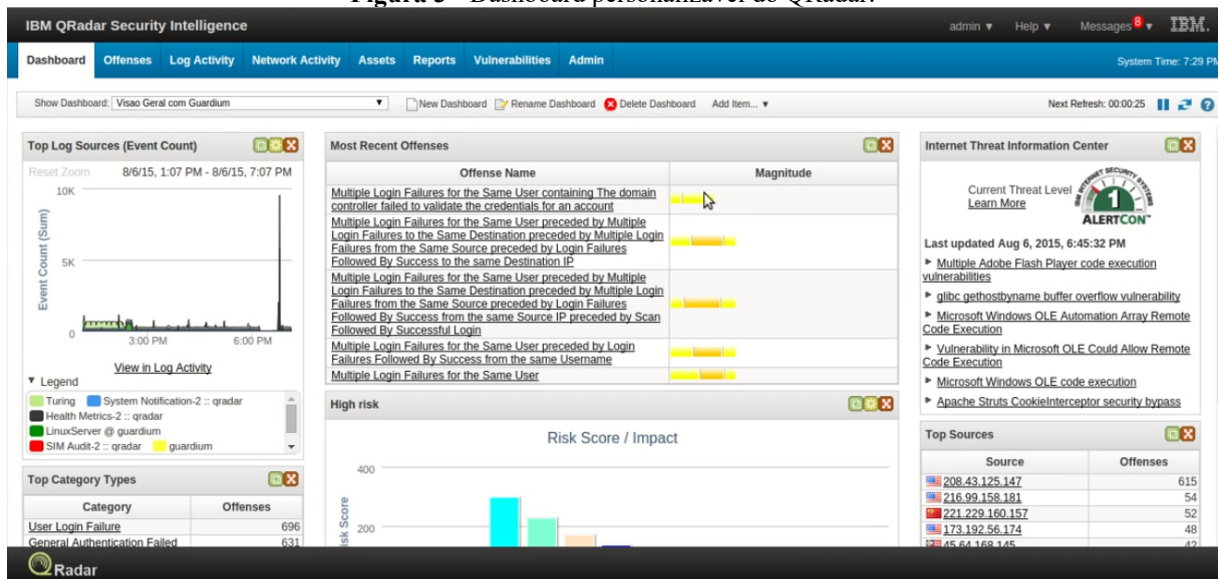 Figura 3 - Dashboard personalizável do QRadar.
IBM QRadar Security Intelligence
admin ▼ Help ▼ Messages 8 ▼ IBM.
Dashboard Offenses Log Activity Network Activity Assets Reports Vulnerabilities Admin
System Time: 7:29 PM
Show Dashboard: Visao Geral com Guardium ▼ New Dashboard Rename Dashboard Delete Dashboard Add Item... ▼
Next Refresh: 00:00:25
Top Log Sources (Event Count)
Reset Zoom 8/6/15, 1:07 PM - 8/6/15, 7:07 PM
Event Count (Sum)
10K
5K
0
3:00 PM 6:00 PM
View in Log Activity
▼ Legend
Turing System Notification-2 :: qradar
Health Metrics-2 :: qradar
LinuxServer @ guardium
SIM Audit-2 :: qradar guardium
Top Category Types
Category Offenses
User Login Failure 696
General Authentication Failed 631
Most Recent Offenses
Offense Name Magnitude
Multiple Login Failures for the Same User containing The domain
controller failed to validate the credentials for an account
Multiple Login Failures for the Same User preceded by Multiple
Login Failures to the Same Destination preceded by Multiple Login
Failures from the Same Source preceded by Login Failures
Followed By Success to the same Destination IP
Multiple Login Failures for the Same User preceded by Multiple
Login Failures to the Same Destination preceded by Multiple Login
Failures from the Same Source preceded by Login Failures
Followed By Success from the same Source IP preceded by Scan
Followed By Successful Login
Multiple Login Failures for the Same User preceded by Login
Failures Followed By Success from the same Username
Multiple Login Failures for the Same User
High risk
Risk Score / Impact
400
200
Internet Threat Information Center
Current Threat Level
Learn More
INTERNET SECURITY SYSTEMS
1
ALERTCON™
Last updated Aug 6, 2015, 6:45:32 PM
Multiple Adobe Flash Player code execution
vulnerabilities
glibc gethostbyname buffer overflow vulnerability
Microsoft Windows OLE Automation Array Remote
Code Execution
Vulnerability in Microsoft OLE Could Allow Remote
Code Execution
Microsoft Windows OLE code execution
Apache Struts CookieInterceptor security bypass
Top Sources
Source Offenses
208.43.125.147 615
216.99.158.181 54
221.229.160.157 52
173.192.56.174 48
45.64.168.145 42
QRadar